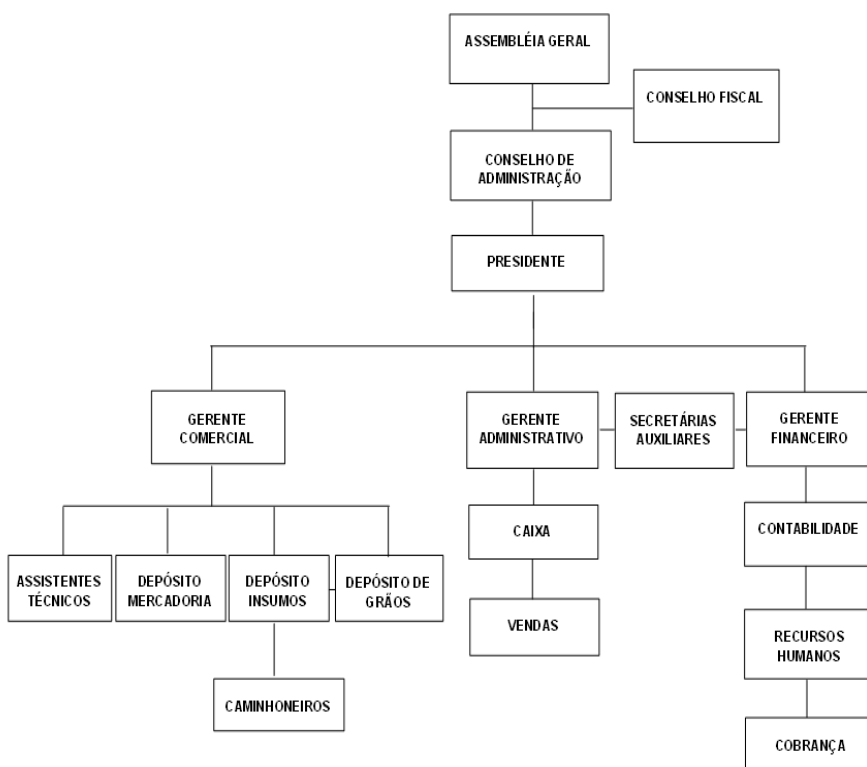 ASSEMBLÉIA GERAL
CONSELHO FISCAL
CONSELHO DE
ADMINISTRAÇÃO
PRESIDENTE
GERENTE
COMERCIAL
GERENTE
ADMINISTRATIVO
SECRETÁRIAS
AUXILIARES
GERENTE
FINANCEIRO
ASSISTENTES
TÉCNICOS
DEPÓSITO
MERCADORIA
DEPÓSITO
INSUMOS
DEPÓSITO DE
GRÃOS
CAIXA
CONTABILIDADE
VENDAS
RECURSOS
HUMANOS
CAMINHONEIROS
COBRANÇA